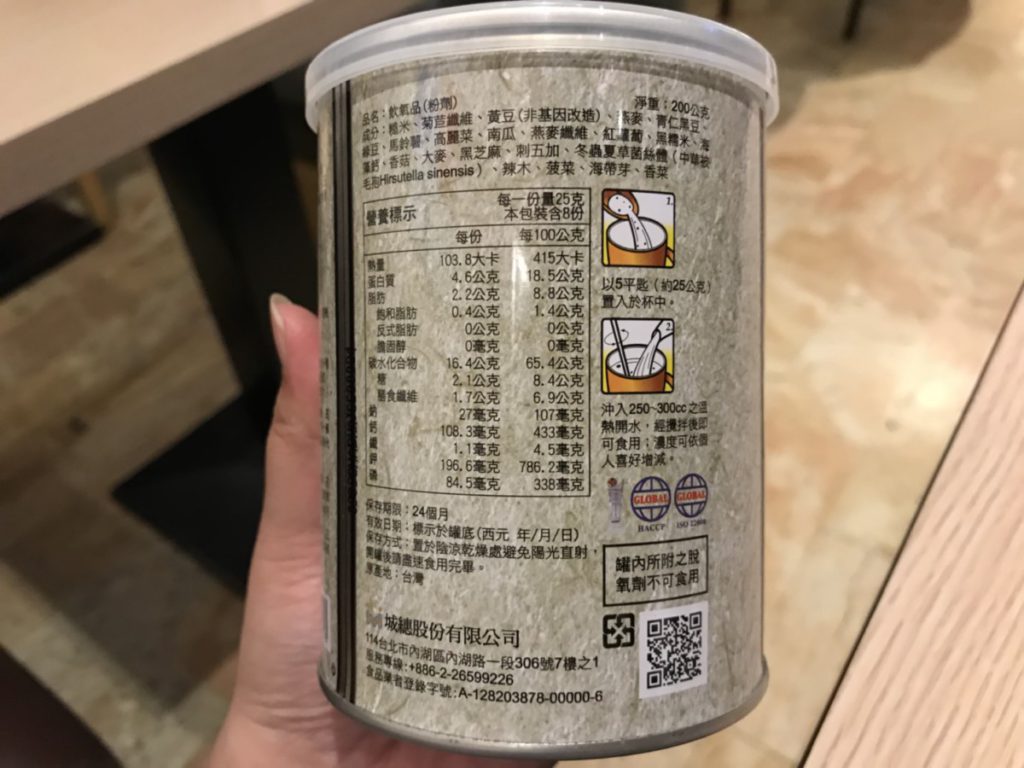 品名：飲氧品(粉劑)
淨重：200公克
成分：糙米、菊苣纖維、黃豆(非基因改造)、燕麥、青仁黑豆、
綠豆、馬鈴薯、高麗菜、南瓜、燕麥纖維、紅蘿蔔、黑糯米、海
藻鈣、香菇、大麥、黑芝麻、刺五加、冬蟲夏草菌絲體(中華被
毛孢Hirsutella sinensis)、辣木、菠菜、海帶芽、香菜
營養標示
每一份量25克
本包裝含8份
每份 每100公克
熱量 103.8大卡 415大卡
蛋白質 4.6公克 18.5公克
脂肪 2.2公克 8.8公克
飽和脂肪 0.4公克 1.4公克
反式脂肪 0公克 0公克
膽固醇 0毫克 0毫克
碳水化合物 16.4公克 65.4公克
糖 2.1公克 8.4公克
膳食纖維 1.7公克 6.9公克
鈉 27毫克 107毫克
鈣 108.3毫克 433毫克
鐵 1.1毫克 4.5毫克
鉀 196.6毫克 786.2毫克
磷 84.5毫克 338毫克
1.
以5平匙(約25公克)
置入於杯中。
2.
沖入250~300cc之溫
熱開水，經攪拌後即
可食用；濃度可依個
人喜好增減。
GLOBAL
HACCP
GLOBAL
ISO 22000
保存期限：24個月
有效日期：標示於罐底(西元 年/月/日)
保存方式：置於陰涼乾燥處避免陽光直射，
開罐後請盡速食用完畢。
原產地：台灣
罐內所附之脫
氧劑不可食用
城總股份有限公司
114台北市內湖區內湖路一段306號7樓之1
服務專線：+886-2-26599226
食品業者登錄字號：A-128203878-00000-6